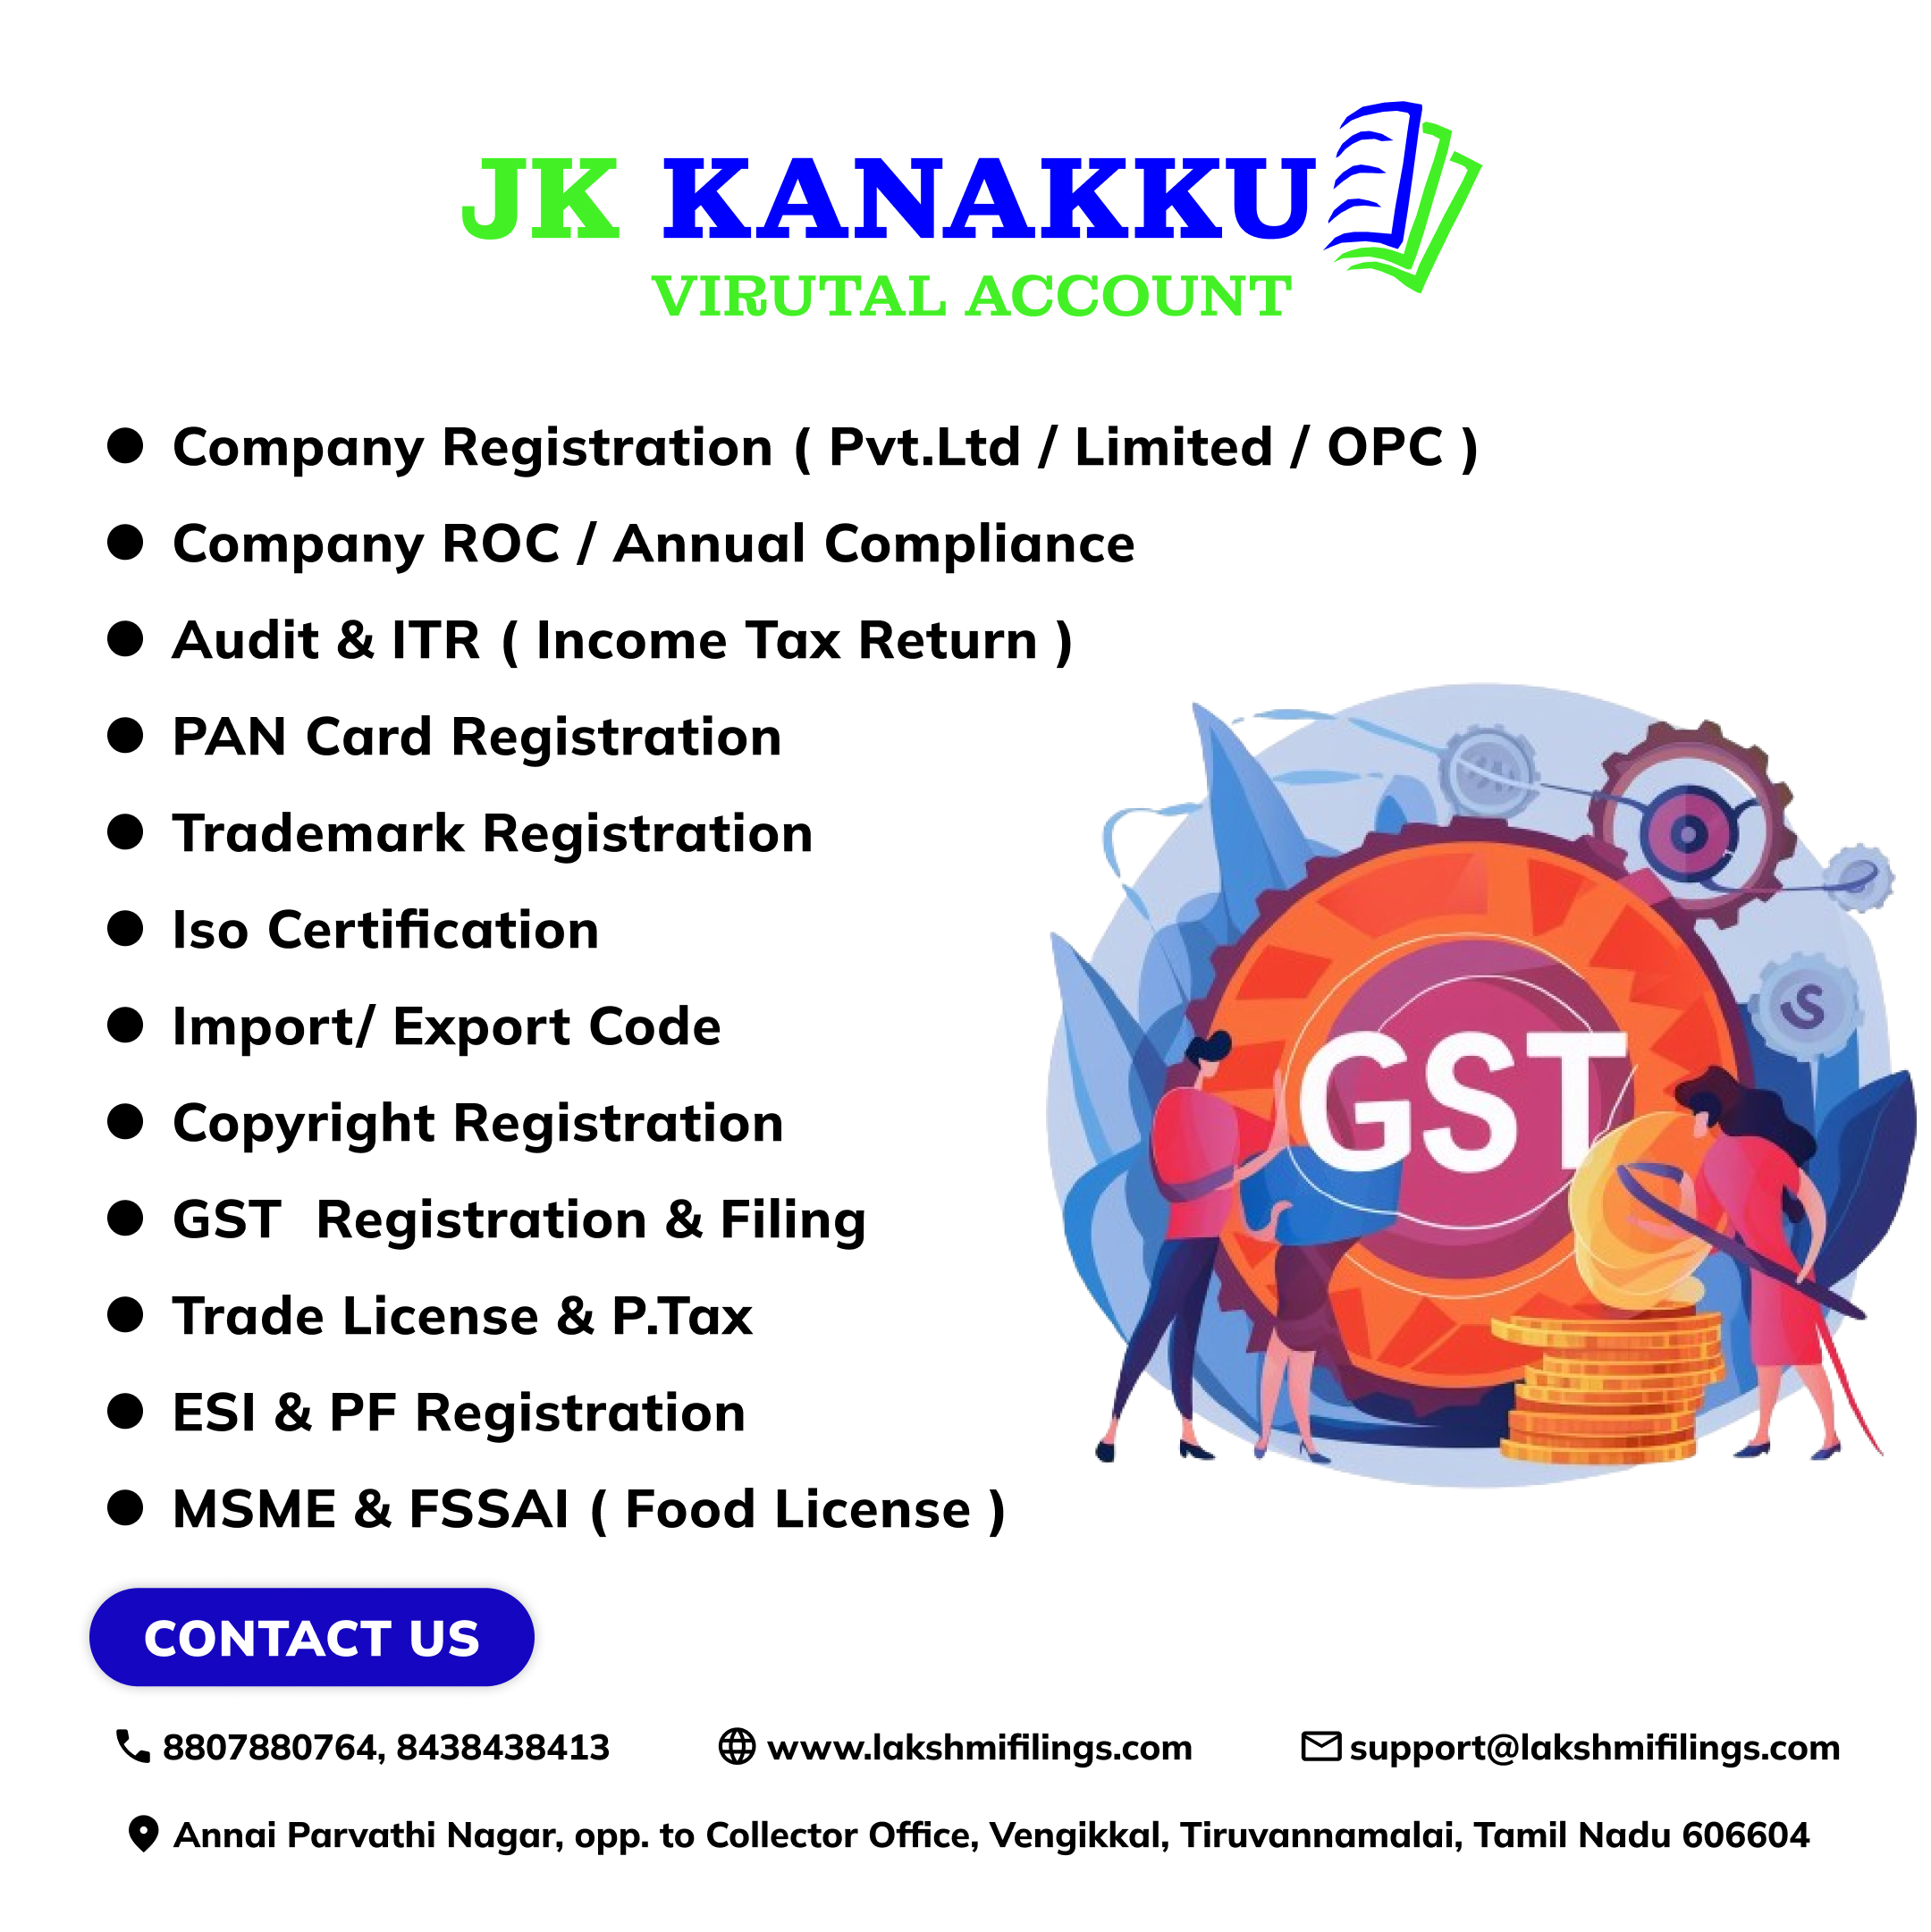 JK KANAKKU
VIRUTAL ACCOUNT
● Company Registration ( Pvt.Ltd / Limited / OPC )
● Company ROC / Annual Compliance
● Audit & ITR ( Income Tax Return )
● PAN Card Registration
● Trademark Registration
● Iso Certification
● Import/ Export Code
● Copyright Registration
● GST  Registration & Filing
● Trade License & P.Tax
● ESI & PF Registration
● MSME & FSSAI ( Food License )
S
GST
CONTACT US
8807880764, 8438438413
www.lakshmifilings.com
support@lakshmifilings.com
Annai Parvathi Nagar, opp. to Collector Office, Vengikkal, Tiruvannamalai, Tamil Nadu 606604